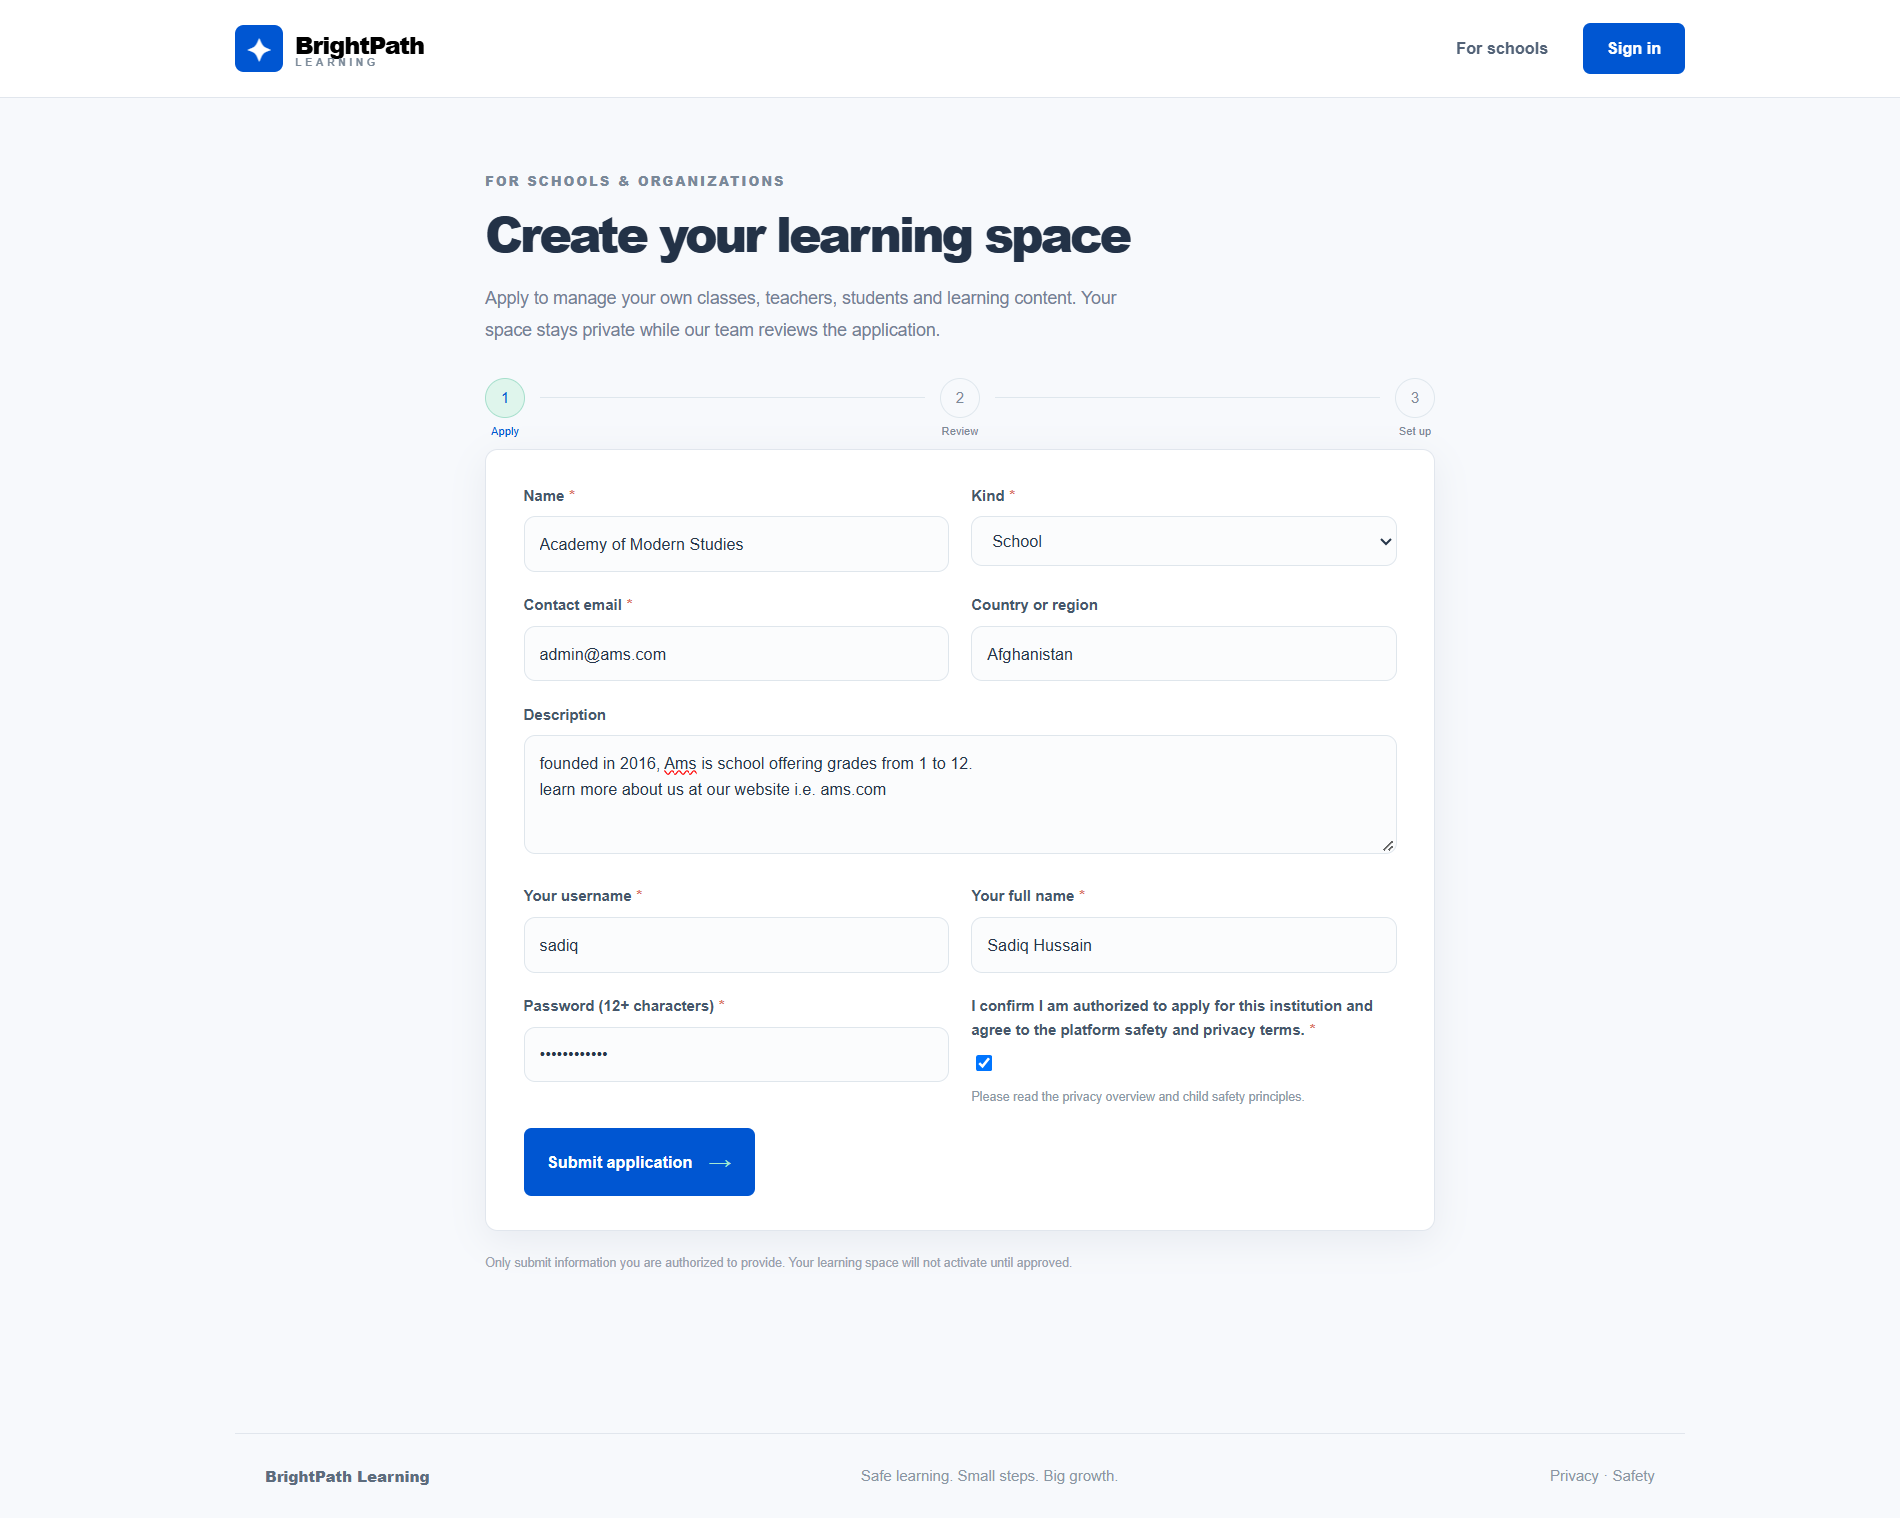 BrightPath
LEARNING
For schools
Sign in
FOR SCHOOLS & ORGANIZATIONS
Create your learning space
Apply to manage your own classes, teachers, students and learning content. Your
space stays private while our team reviews the application.
1
2
3
Apply
Review
Set up
Name *
Kind *
Academy of Modern Studies
School
Contact email *
Country or region
admin@ams.com
Afghanistan
Description
founded in 2016, Ams is school offering grades from 1 to 12.
learn more about us at our website i.e. ams.com
Your username *
Your full name *
sadiq
Sadiq Hussain
Password (12+ characters) *
••••••••••••
I confirm I am authorized to apply for this institution and
agree to the platform safety and privacy terms. *
Please read the privacy overview and child safety principles.
Submit application →
Only submit information you are authorized to provide. Your learning space will not activate until approved.
BrightPath Learning
Safe learning. Small steps. Big growth.
Privacy · Safety